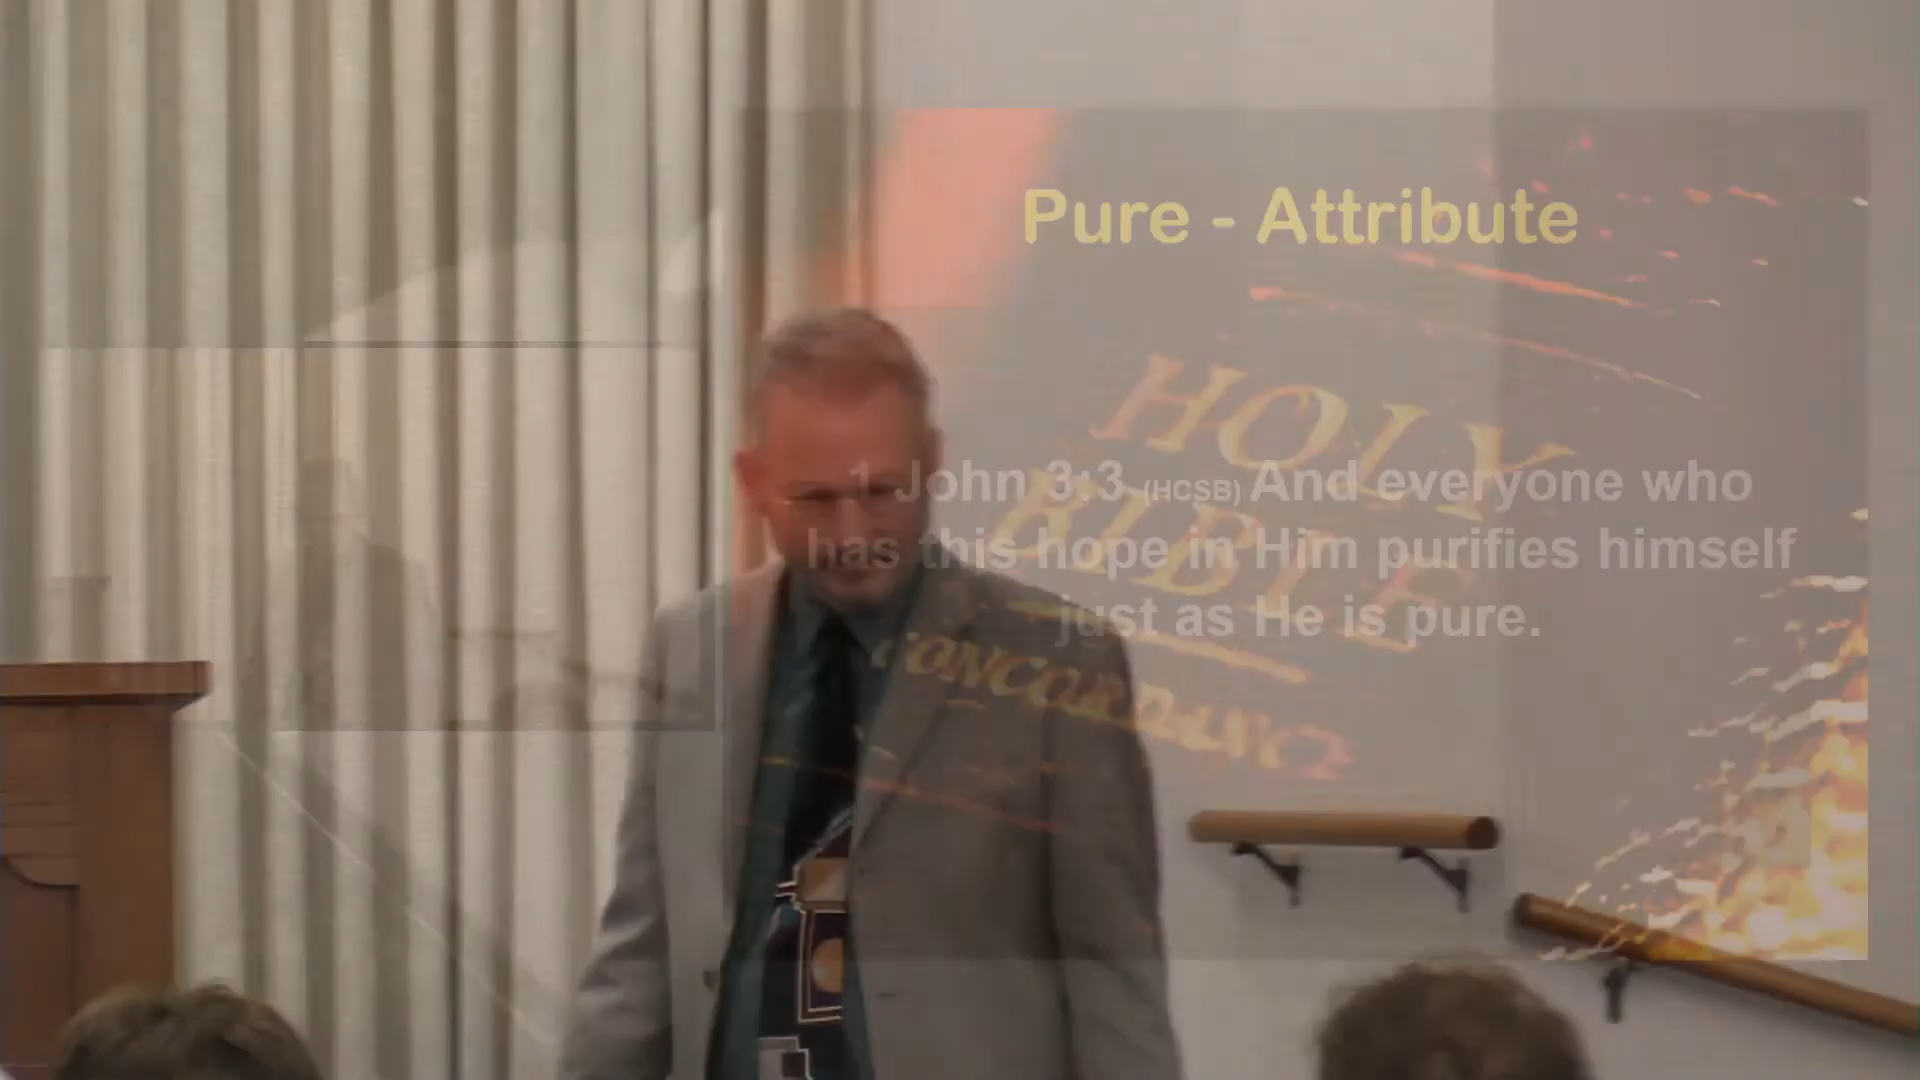 Pure - Attribute
HOLY
BIBLE
1 John 3:3 (HCSB) And everyone who
has this hope in Him purifies himself
just as He is pure.